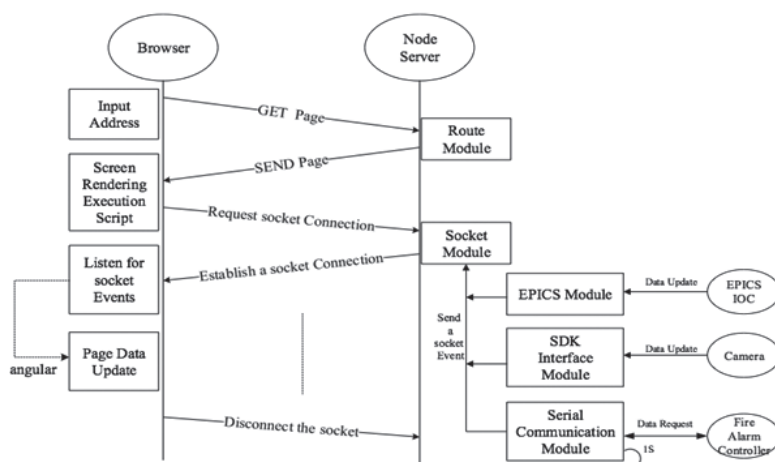 Browser
Node
Server
Input
Address
GET Page
Route
Module
SEND Page
Screen
Rendering
Execution
Script
Request socket Connection
Socket
Module
Listen for
socket
Events
Establish a socket Connection
EPICS Module
Data Update
EPICS
IOC
Send
a
socket
Event
SDK
Interface
Module
Data Update
Camera
angular
Page Data
Update
Disconnect the socket
Serial
Communication
Module
Data Request
Fire
Alarm
Controller
1S